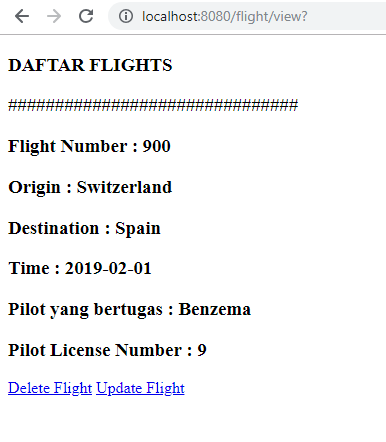 localhost:8080/flight/view?
DAFTAR FLIGHTS
###############################
Flight Number : 900
Origin : Switzerland
Destination : Spain
Time : 2019-02-01
Pilot yang bertugas : Benzema
Pilot License Number : 9
Delete Flight Update Flight